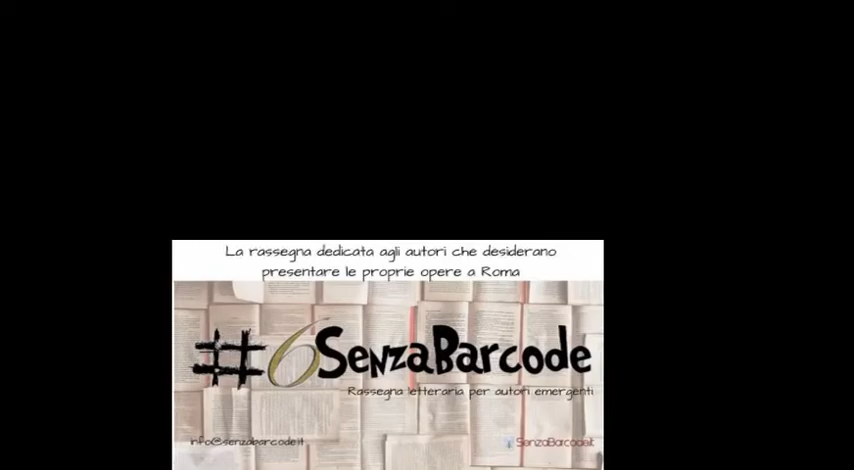 La rassegna dedicata agli autori che desiderano
presentare le proprie opere a Roma
#6SenzaBarcode
Rassegna letteraria per autori emergenti
info@senzabarcode.it
SenzaBarcode.it